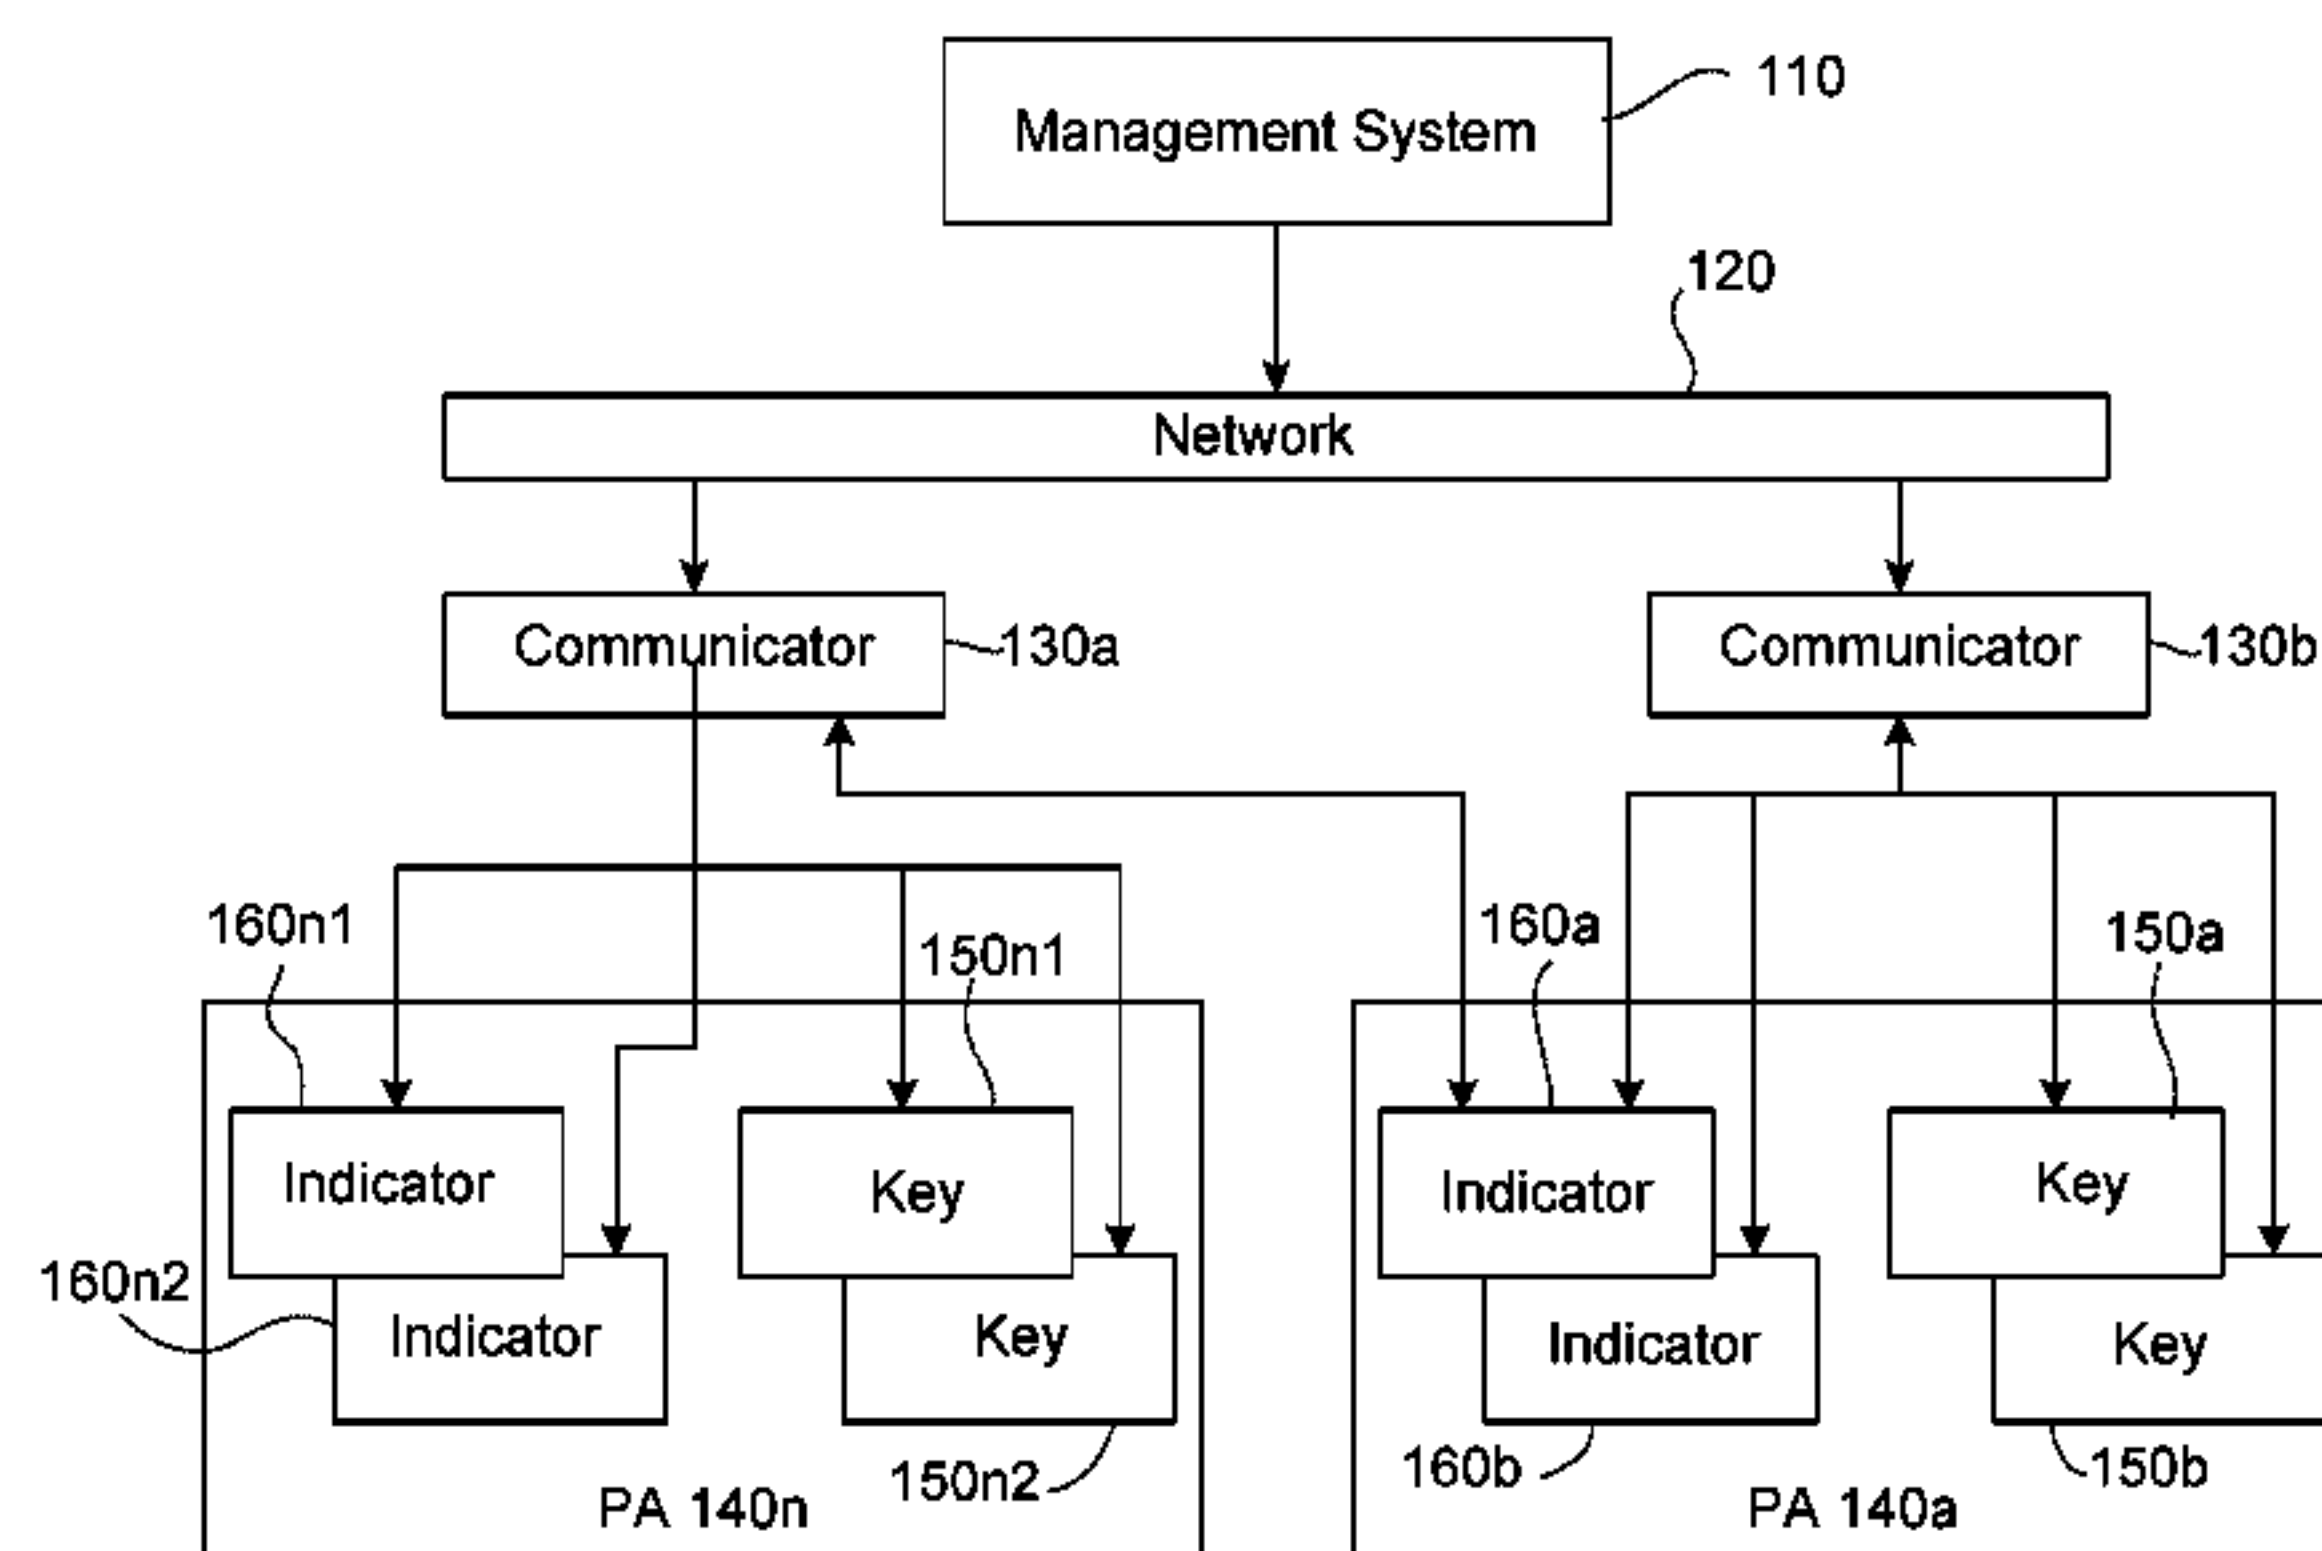 Management System
110
120
Network
Communicator
130a
Communicator
130b
160n1
150n1
160a
150a
Indicator
Key
Indicator
Key
160n2
Indicator
Key
Indicator
Key
150n2
160b
150b
PA 140n
PA 140a